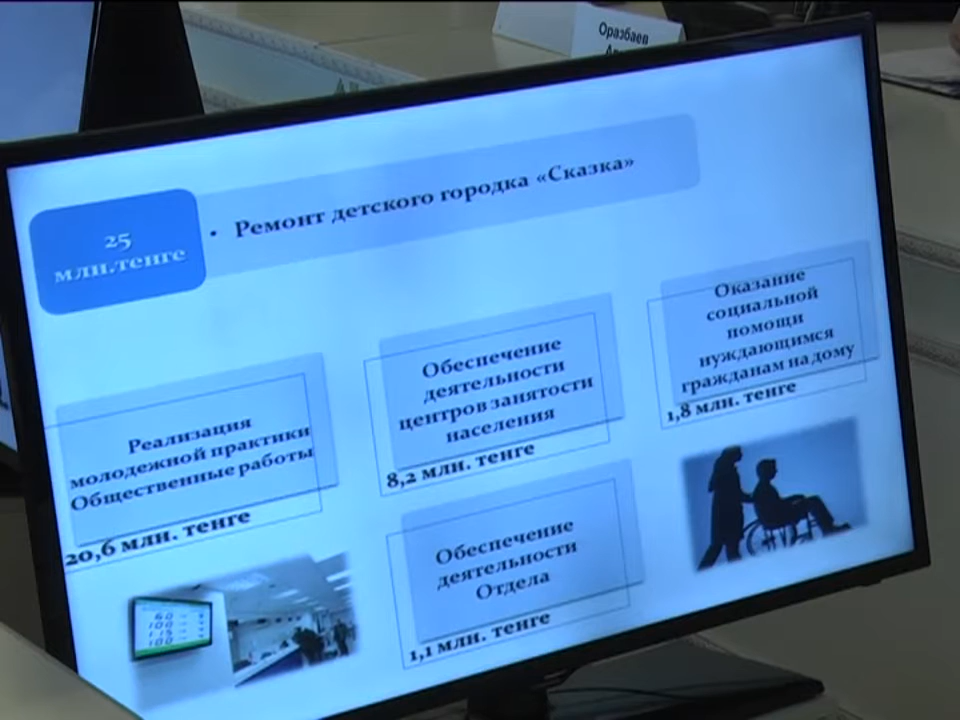 Оразбаев
25
млн.тенге
• Ремонт детского городка «Сказка»
Реализация
молодежной практики
Общественные работы
20,6 млн. тенге
Обеспечение
деятельности
центров занятости
населения
8,2 млн. тенге
Оказание
социальной
помощи
нуждающимся
гражданам на дому
1,8 млн. тенге
Обеспечение
деятельности
Отдела
1,1 млн. тенге